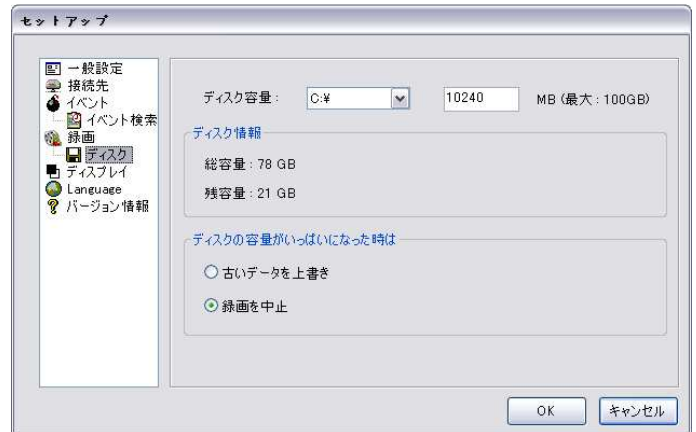 セットアップ
一般設定
接続先
イベント
イベント検索
録画
ディスク
ディスプレイ
Language
バージョン情報
ディスク容量 : C:¥ 10240 MB (最大 : 100GB)
ディスク情報
総容量 : 78 GB
残容量 : 21 GB
ディスクの容量がいっぱいになった時は
古いデータを上書き
録画を中止
OK キャンセル